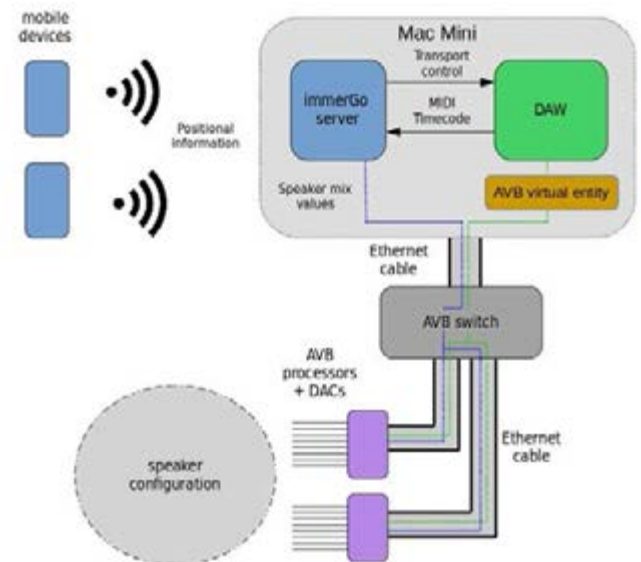 mobile
devices
Positional
information
Mac Mini
Transport
control
immerGo
server
MIDI
Timecode
DAW
Speaker mix
values
AVB virtual entity
Ethernet
cable
AVB switch
AVB
processors
+ DACs
Ethernet
cable
speaker
configuration